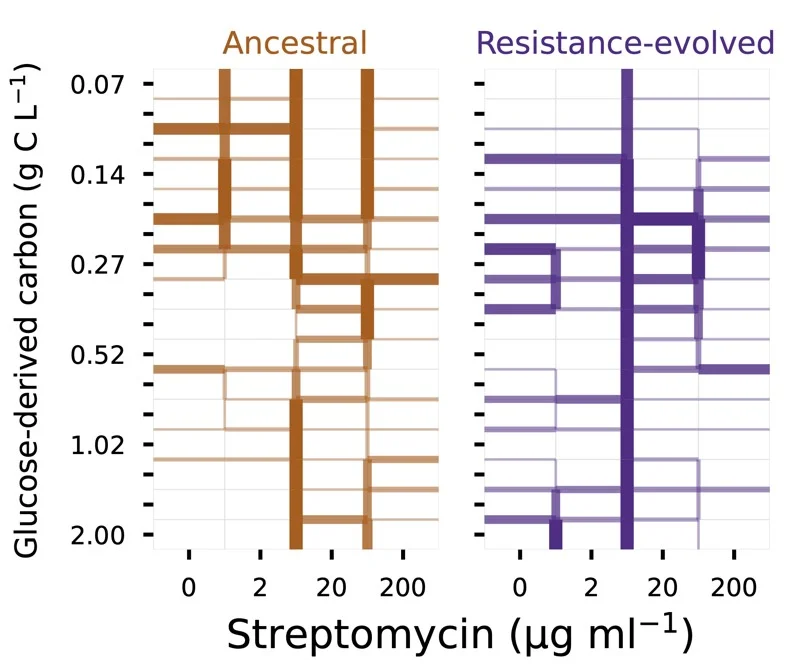 Ancestral
Resistance-evolved
Glucose-derived carbon (g C L⁻¹)
0.07
0.14
0.27
0.52
1.02
2.00
0 2 20 200
0 2 20 200
Streptomycin (μg ml⁻¹)